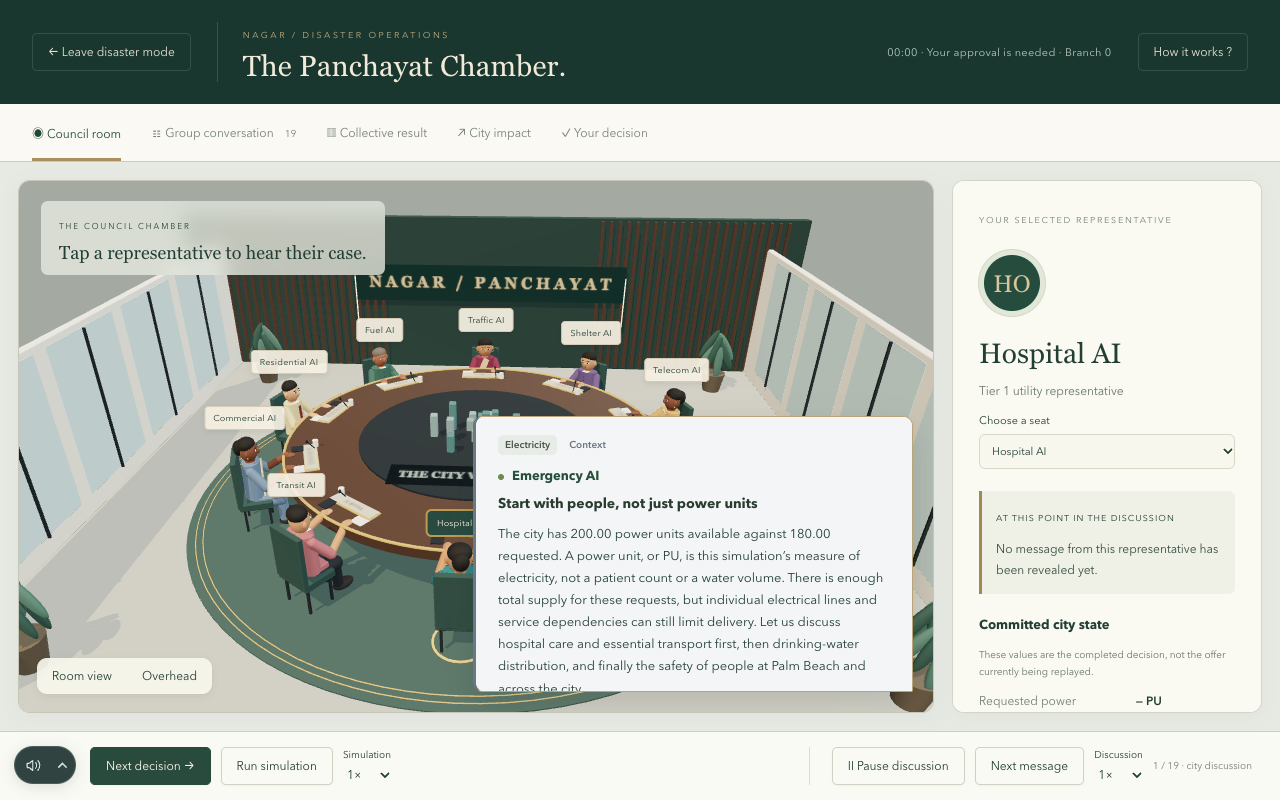 ← Leave disaster mode
NAGAR / DISASTER OPERATIONS
The Panchayat Chamber.
00:00 · Your approval is needed · Branch 0
How it works ?
Council room
Group conversation 19
Collective result
↗ City impact
✓ Your decision
THE COUNCIL CHAMBER
Tap a representative to hear their case.
NAGAR / PANCHAYAT
Fuel AI
Traffic AI
Shelter AI
Residential AI
Telecom AI
Commercial AI
Transit AI
THE CITY
Hospital
Electricity Context
Emergency AI
Start with people, not just power units
The city has 200.00 power units available against 180.00
requested. A power unit, or PU, is this simulation's measure of
electricity, not a patient count or a water volume. There is enough
total supply for these requests, but individual electrical lines and
service dependencies can still limit delivery. Let us discuss
hospital care and essential transport first, then drinking-water
distribution, and finally the safety of people at Palm Beach and
across the city.
Room view Overhead
YOUR SELECTED REPRESENTATIVE
HO
Hospital AI
Tier 1 utility representative
Choose a seat
Hospital AI
AT THIS POINT IN THE DISCUSSION
No message from this representative has
been revealed yet.
Committed city state
These values are the completed decision, not the offer
currently being replayed.
Requested power – PU
Next decision →
Run simulation
Simulation
1×
II Pause discussion
Next message
Discussion
1×
1 / 19 · city discussion